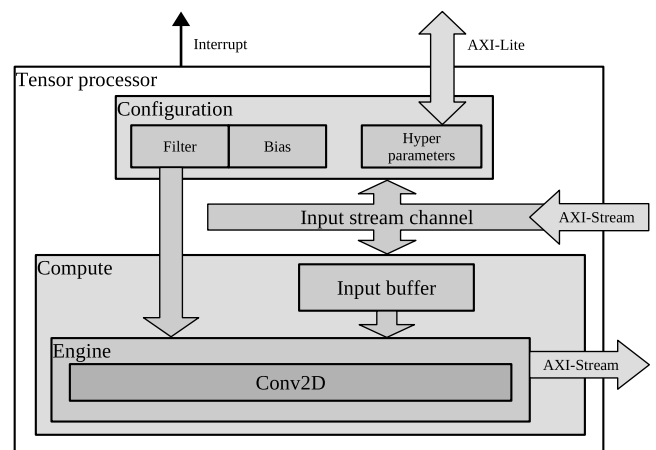 Interrupt
AXI-Lite
Tensor processor
Configuration
Filter
Bias
Hyper
parameters
Input stream channel
AXI-Stream
Compute
Input buffer
Engine
AXI-Stream
Conv2D